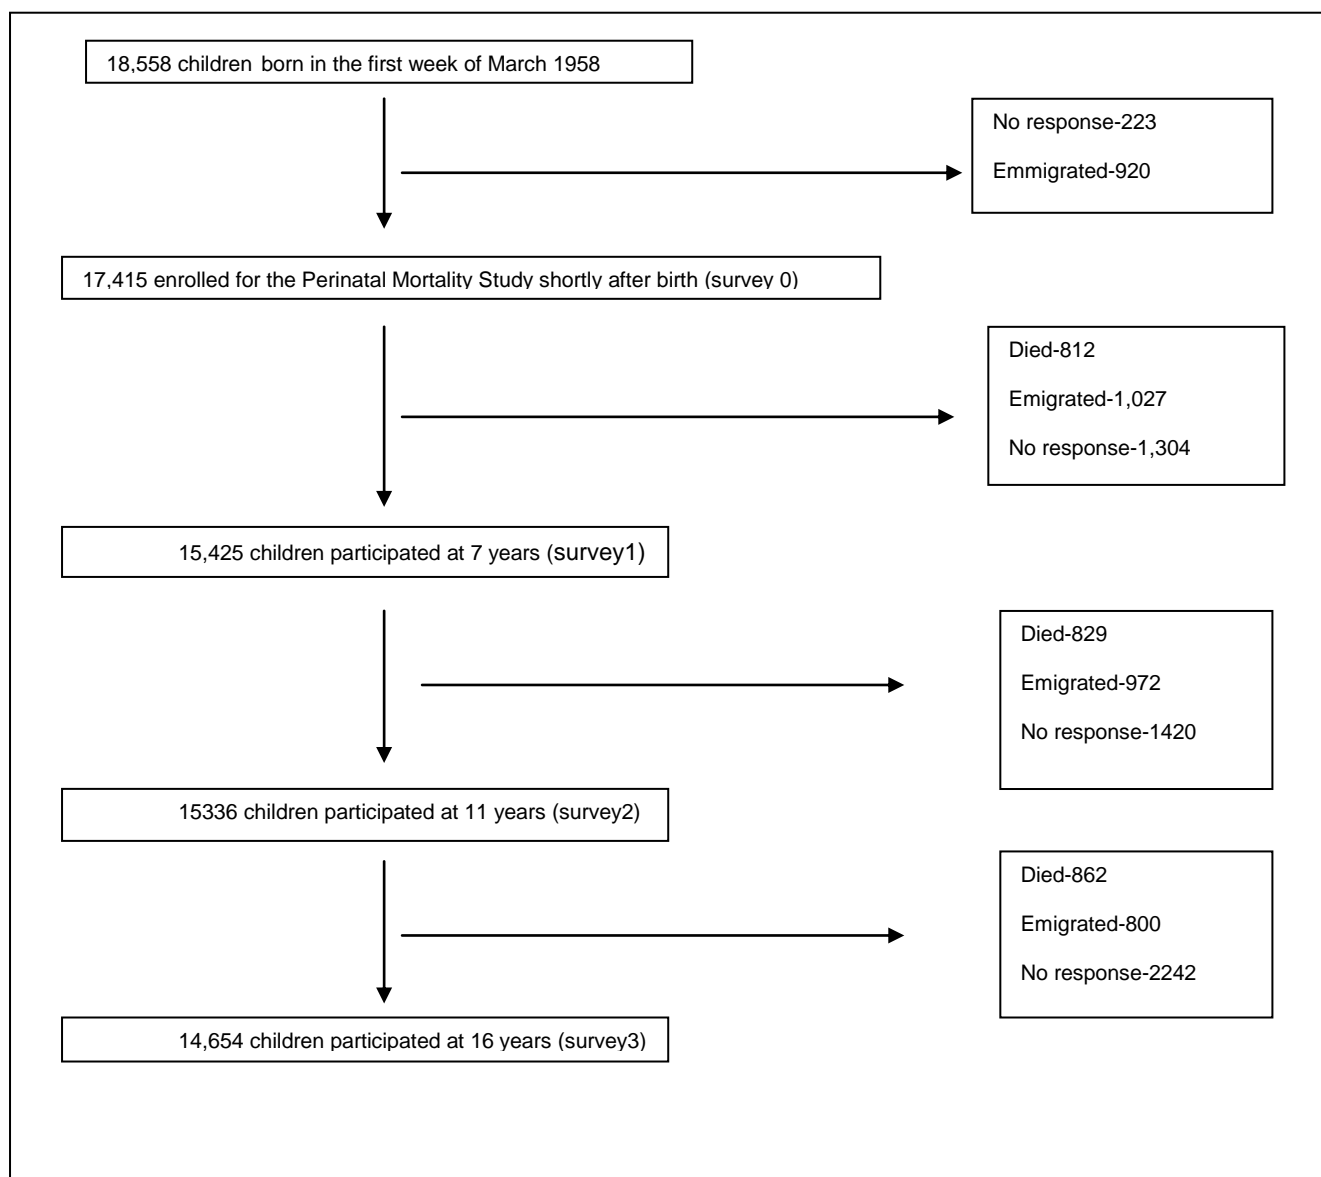 18,558 children born in the first week of March 1958
No response-223
Emmigrated-920
17,415 enrolled for the Perinatal Mortality Study shortly after birth (survey 0)
Died-812
Emigrated-1,027
No response-1,304
15,425 children participated at 7 years (survey1)
Died-829
Emigrated-972
No response-1420
15336 children participated at 11 years (survey2)
Died-862
Emigrated-800
No response-2242
14,654 children participated at 16 years (survey3)